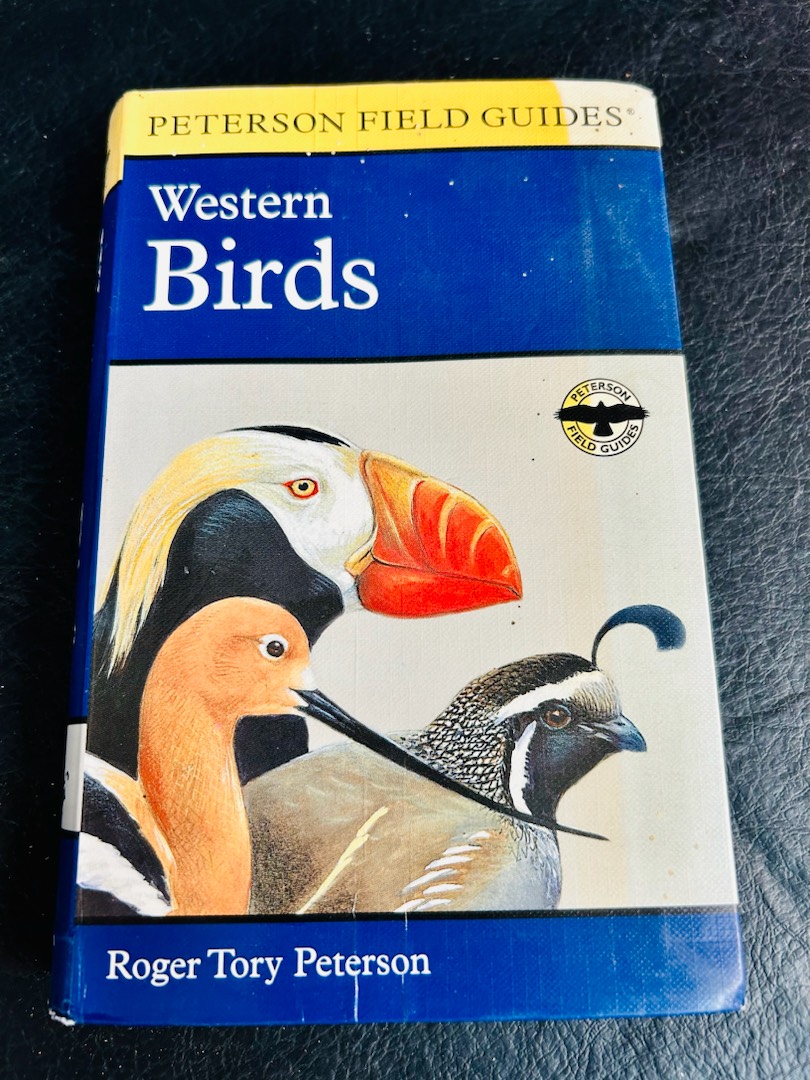 PETERSON FIELD GUIDES®
Western
Birds
PETERSON
FIELD GUIDES
Roger Tory Peterson